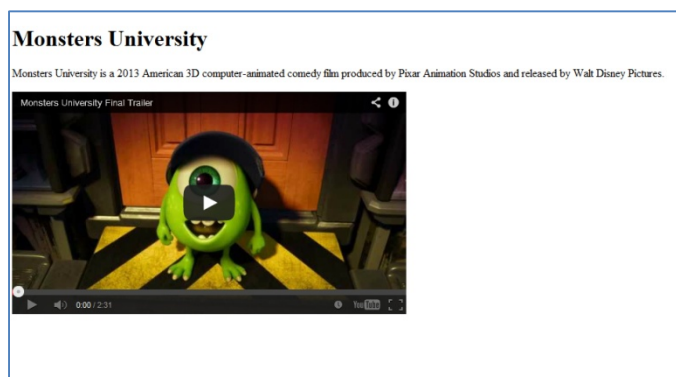 Monsters University
Monsters University is a 2013 American 3D computer-animated comedy film produced by Pixar Animation Studios and released by Walt Disney Pictures.
Monsters University Final Trailer
0:00 / 2:31
YouTube